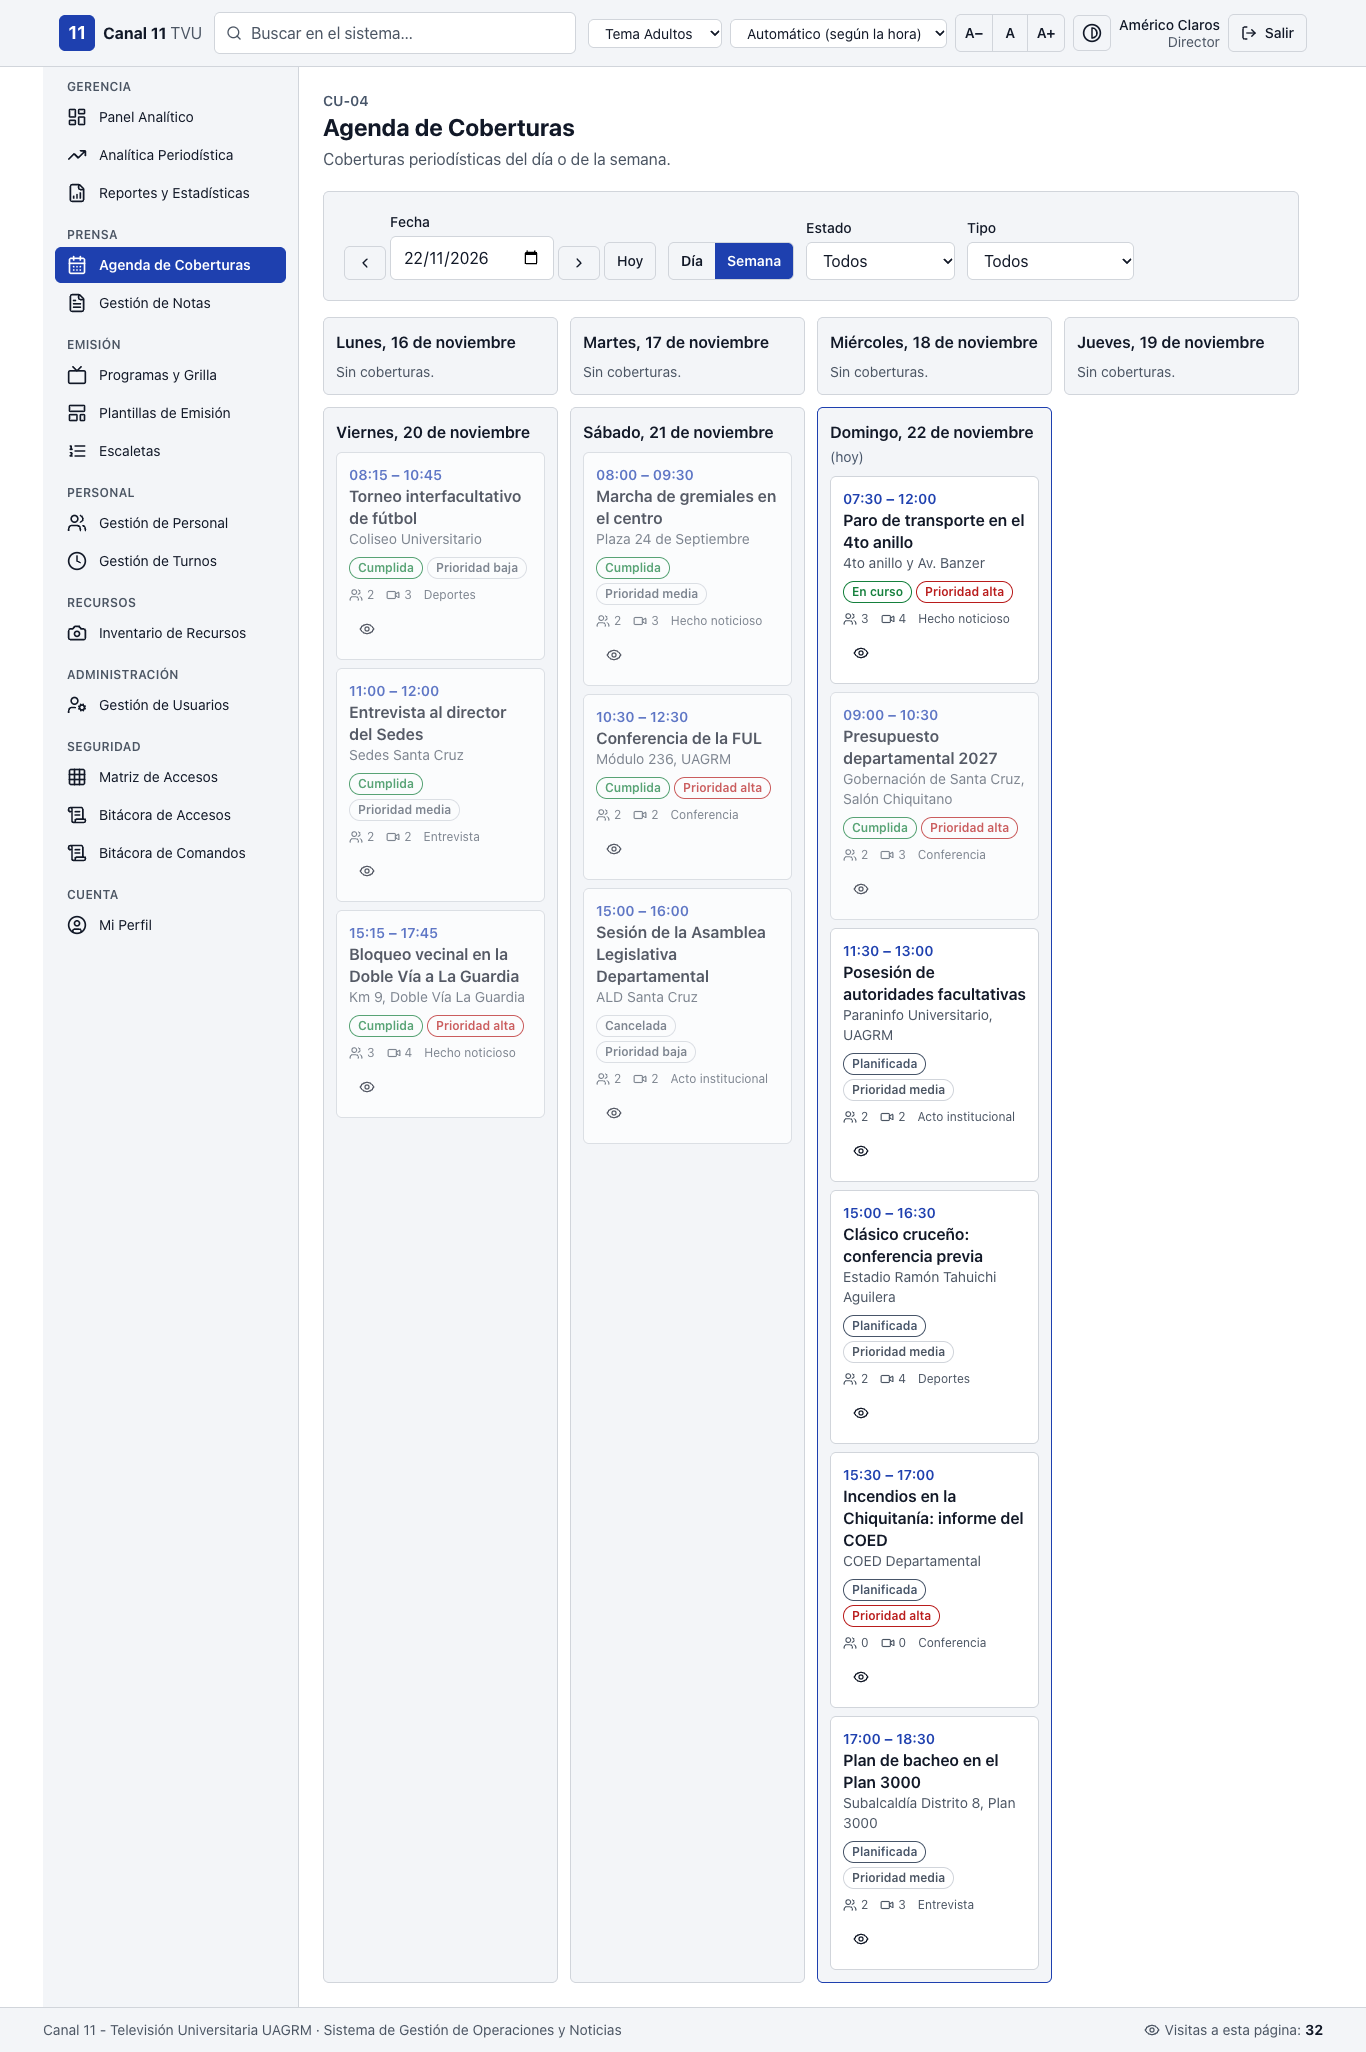 11 Canal 11 TVU
Buscar en el sistema...
Tema Adultos
Automático (según la hora)
A−
A
A+
Américo Claros
Director
Salir
GERENCIA
Panel Analítico
Analítica Periodística
Reportes y Estadísticas
PRENSA
Agenda de Coberturas
Gestión de Notas
EMISIÓN
Programas y Grilla
Plantillas de Emisión
Escaletas
PERSONAL
Gestión de Personal
Gestión de Turnos
RECURSOS
Inventario de Recursos
ADMINISTRACIÓN
Gestión de Usuarios
SEGURIDAD
Matriz de Accesos
Bitácora de Accesos
Bitácora de Comandos
CUENTA
Mi Perfil
CU-04
Agenda de Coberturas
Coberturas periodísticas del día o de la semana.
Fecha
22/11/2026
Hoy
Día
Semana
Estado
Todos
Tipo
Todos
Lunes, 16 de noviembre
Sin coberturas.
Martes, 17 de noviembre
Sin coberturas.
Miércoles, 18 de noviembre
Sin coberturas.
Jueves, 19 de noviembre
Sin coberturas.
Viernes, 20 de noviembre
08:15 – 10:45
Torneo interfacultativo
de fútbol
Coliseo Universitario
Cumplida Prioridad baja
2 3 Deportes
11:00 – 12:00
Entrevista al director
del Sedes
Sedes Santa Cruz
Cumplida
Prioridad media
2 2 Entrevista
15:15 – 17:45
Bloqueo vecinal en la
Doble Vía a La Guardia
Km 9, Doble Vía La Guardia
Cumplida Prioridad alta
3 4 Hecho noticioso
Sábado, 21 de noviembre
08:00 – 09:30
Marcha de gremiales en
el centro
Plaza 24 de Septiembre
Cumplida
Prioridad media
2 3 Hecho noticioso
10:30 – 12:30
Conferencia de la FUL
Módulo 236, UAGRM
Cumplida Prioridad alta
2 2 Conferencia
15:00 – 16:00
Sesión de la Asamblea
Legislativa
Departamental
ALD Santa Cruz
Cancelada
Prioridad baja
2 2 Acto institucional
Domingo, 22 de noviembre
(hoy)
07:30 – 12:00
Paro de transporte en el
4to anillo
4to anillo y Av. Banzer
En curso Prioridad alta
3 4 Hecho noticioso
09:00 – 10:30
Presupuesto
departamental 2027
Gobernación de Santa Cruz,
Salón Chiquitano
Cumplida Prioridad alta
2 3 Conferencia
11:30 – 13:00
Posesión de
autoridades facultativas
Paraninfo Universitario,
UAGRM
Planificada
Prioridad media
2 2 Acto institucional
15:00 – 16:30
Clásico cruceño:
conferencia previa
Estadio Ramón Tahuichi
Aguilera
Planificada
Prioridad media
2 4 Deportes
15:30 – 17:00
Incendios en la
Chiquitanía: informe del
COED
COED Departamental
Planificada
Prioridad alta
0 0 Conferencia
17:00 – 18:30
Plan de bacheo en el
Plan 3000
Subalcaldía Distrito 8, Plan
3000
Planificada
Prioridad media
2 3 Entrevista
Canal 11 - Televisión Universitaria UAGRM · Sistema de Gestión de Operaciones y Noticias
Visitas a esta página: 32